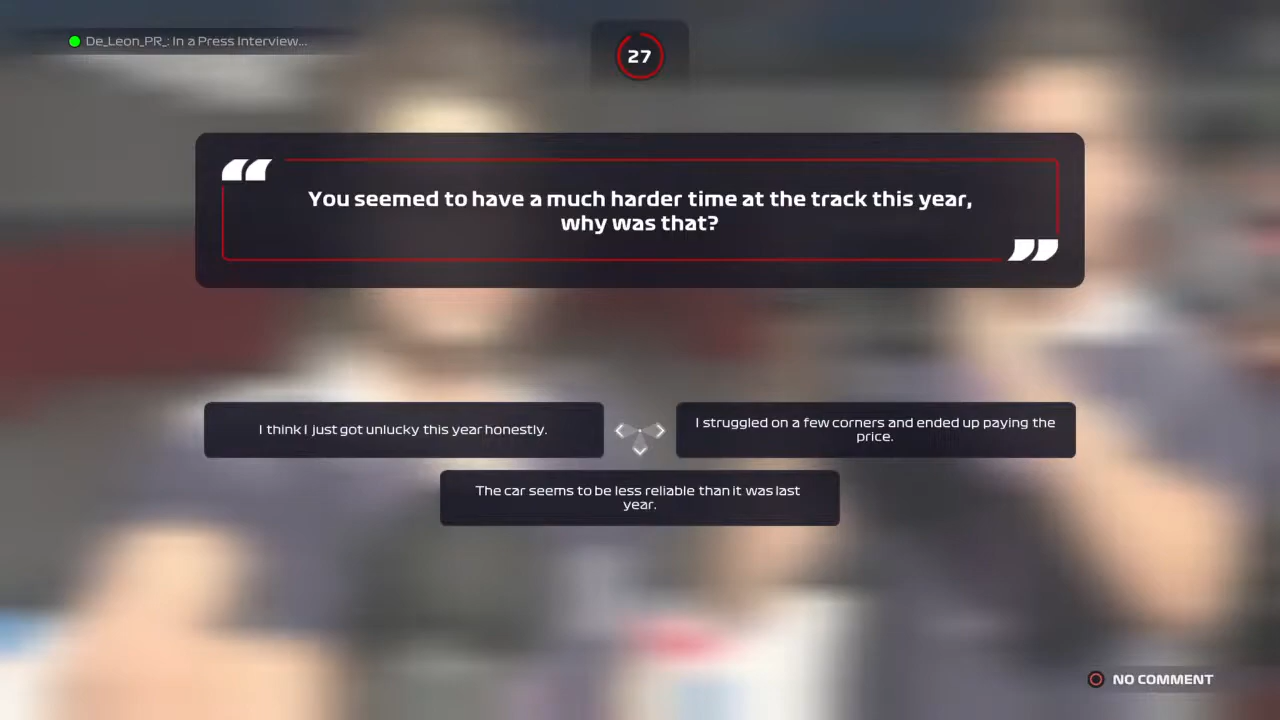 De_Leon_PR_: In a Press Interview...
27
You seemed to have a much harder time at the track this year,
why was that?
I think I just got unlucky this year honestly.
I struggled on a few corners and ended up paying the
price.
The car seems to be less reliable than it was last
year.
NO COMMENT